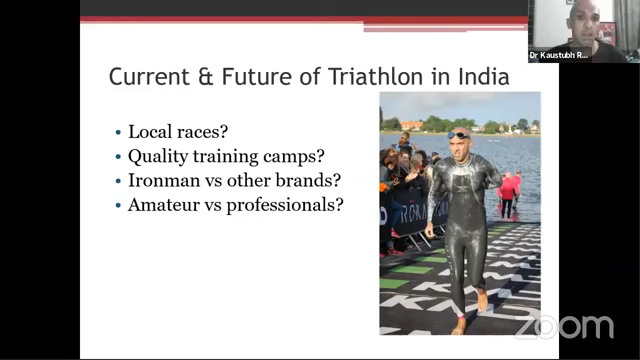 Dr Kaustubh R...
Current & Future of Triathlon in India
• Local races?
• Quality training camps?
• Ironman vs other brands?
• Amateur vs professionals?
ROKA
zoom